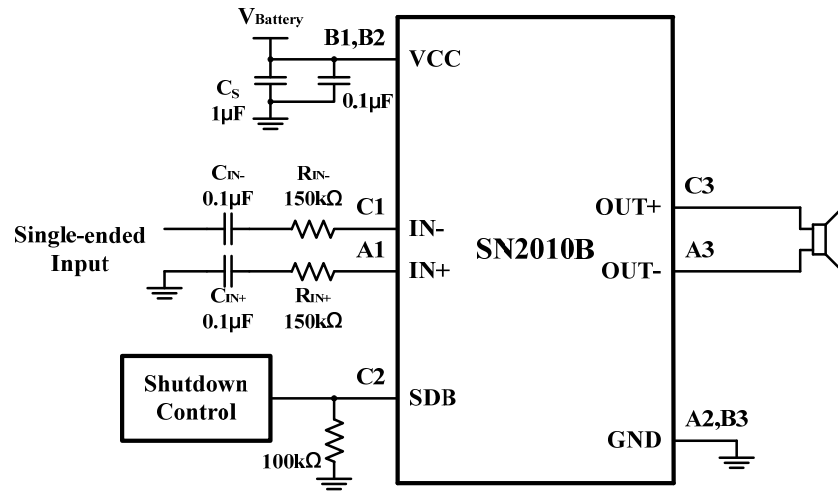 VBattery
B1,B2
VCC
CS
1μF
0.1μF
CIN-
0.1μF
RIN-
150kΩ
C1
IN-
Single-ended
Input
A1
IN+
CIN+
0.1μF
RIN+
150kΩ
SN2010B
OUT+
C3
OUT-
A3
Shutdown
Control
C2
SDB
100kΩ
GND
A2,B3